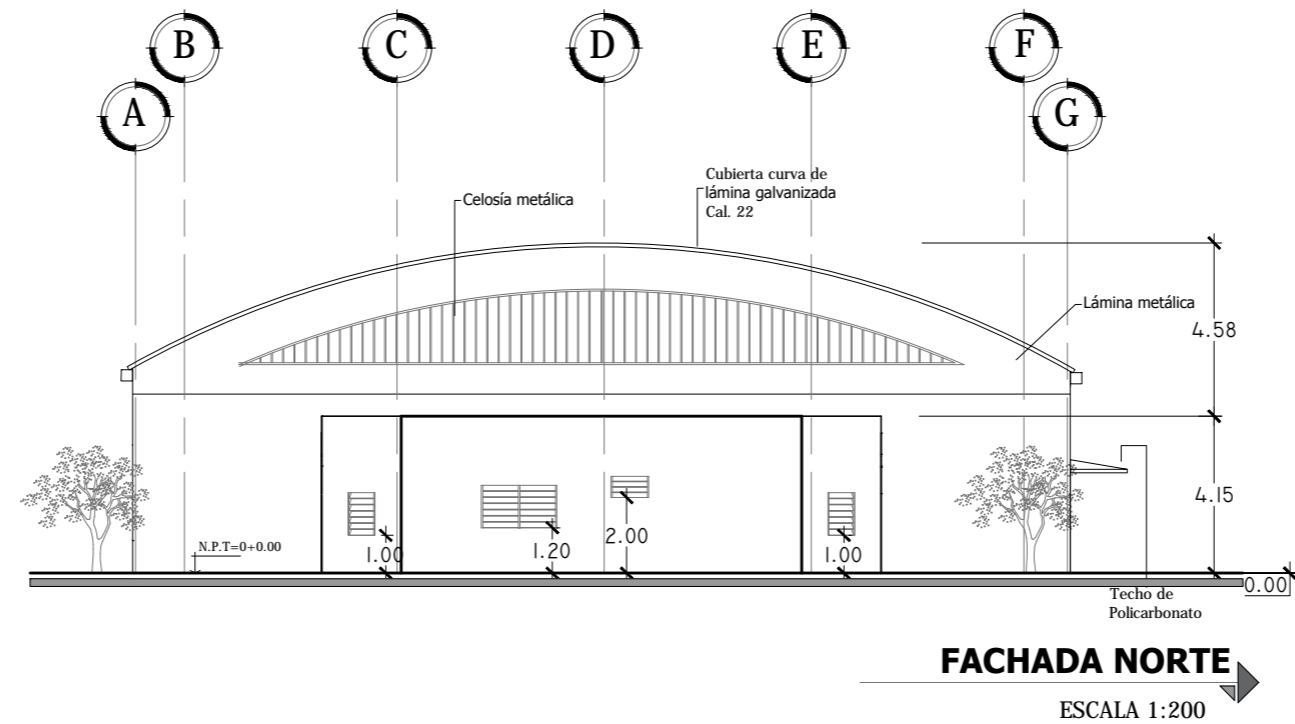 B
C
D
E
F
A
G
Cubierta curva de
lámina galvanizada
Cal. 22
Celosía metálica
Lámina metálica
4.58
4.15
N.P.T=0+0.00
1.00
1.20
2.00
1.00
0.00
Techo de
Policarbonato
FACHADA NORTE
ESCALA 1:200